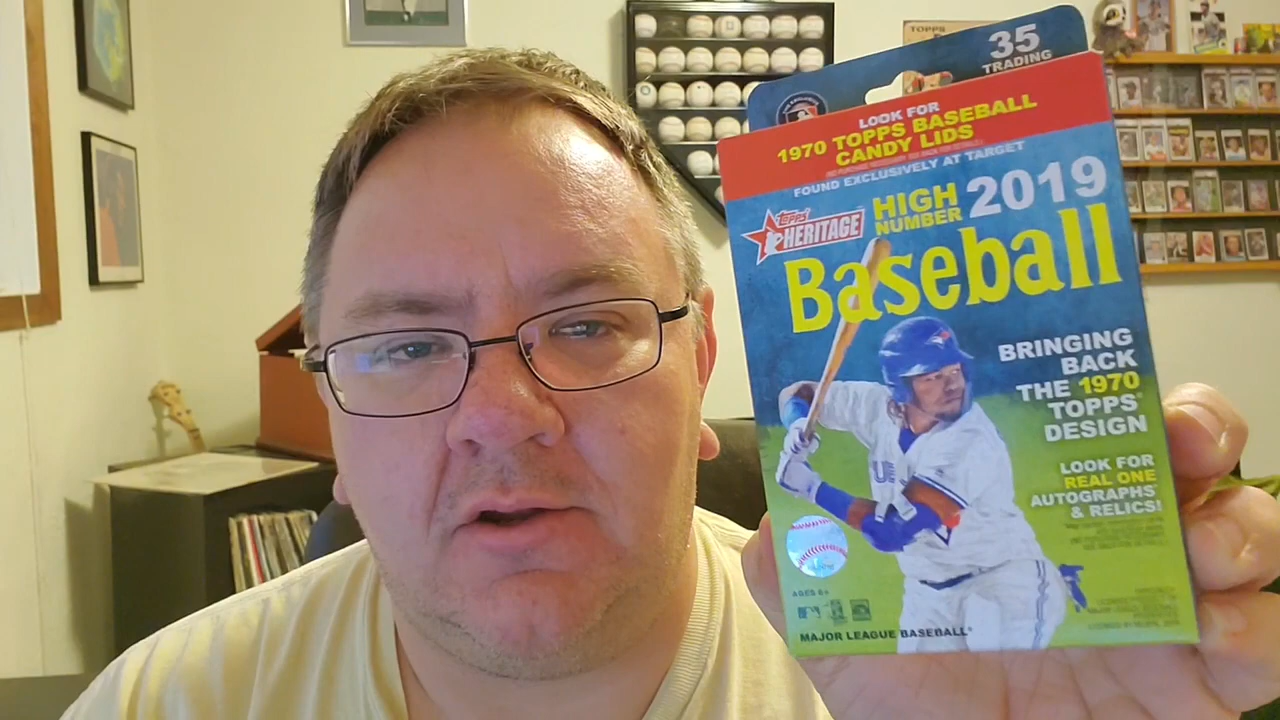 TOPPS
35
TRADING
LOOK FOR
1970 TOPPS BASEBALL
CANDY LIDS
FOUND EXCLUSIVELY AT TARGET
TOPPS HERITAGE
HIGH NUMBER 2019
Baseball
BRINGING
BACK
THE 1970
TOPPS®
DESIGN
LOOK FOR
REAL ONE
AUTOGRAPHS
& RELICS!
AGES 6+
MAJOR LEAGUE BASEBALL®